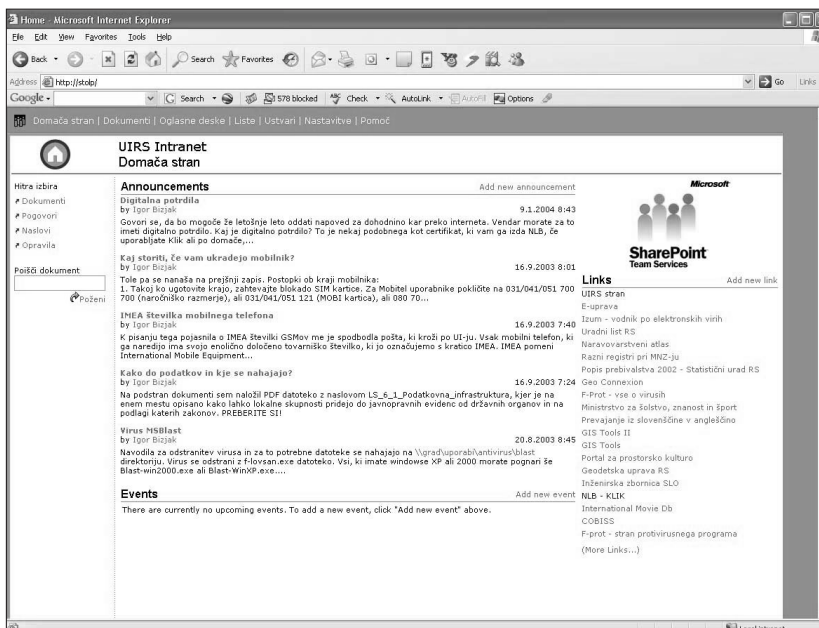 Home - Microsoft Internet Explorer
File Edit View Favorites Tools Help
Back Search Favorites
Address http://stolp/ Go Links
Google Search 1578 blocked Check AutoLink AutoFill Options
Domača stran | Dokumenti | Oglasne deske | Liste | Ustvari | Nastavitve | Pomoč
UIRS Intranet
Domača stran
Hitra izbira
Dokumenti
Pogovori
Naslovi
Opravila
Poišči dokument
Poženi
Announcements Add new announcement
Digitalna potrdila
by Igor Bizjak 9.1.2004 8:43
Govori se, da bo mogoče že letošnje leto oddati napoved za dohodnino kar preko interneta. Vendar morate za to
imeti digitalno potrdilo. Kaj je digitalno potrdilo? To je nekaj podobnega kot certifikat, ki vam ga izda NLB, če
uporabljate Klik ali po domače,...
Kaj storiti, če vam ukradejo mobilnik?
by Igor Bizjak 16.9.2003 8:01
Tole pa se nanaša na prejšnji zapis. Postopki ob kraji mobilnika:
1. Takoj ko ugotovite krajo, zahtevajte blokado SIM kartice. Za Mobitel uporabnike pokličite na 031/041/051 700
700 (naročniško razmerje), ali 031/041/051 121 (MOBI kartica), ali 080 70...
IMEA številka mobilnega telefona
by Igor Bizjak 16.9.2003 7:40
K pisanju tega pojasnila o IMEA številki GSMov me je spodbodla pošta, ki kroži po UI-ju. Vsak mobilni telefon, ki
ga naredijo ima svojo enolično določeno tovarniško številko, ki jo označujemo s kratico IMEA. IMEA pomeni
International Mobile Equipment...
Kako do podatkov in kje se nahajajo?
by Igor Bizjak 16.9.2003 7:24
Na podstran dokumenti sem naložil PDF datoteko z naslovom LS_6_1_Podatkovna_infrastruktura, kjer je na
enem mestu opisano kako lahko lokalne skupnosti pridejo do javnopravnih evidenc od državnih organov in na
podlagi katerih zakonov. PREBERITE SI!
Virus MSBlast
by Igor Bizjak 20.8.2003 8:45
Navodila za odstranitev virusa in za to potrebne datoteke se nahajajo na \\grad\uporabi\antivirus\blast
direktoriju. Virus se odstrani z f-lovsan.exe datoteko. Vsi, ki imate windowse XP ali 2000 morate pognari še
Blast-win2000.exe ali Blast-WinXP.exe....
Events Add new event
There are currently no upcoming events. To add a new event, click "Add new event" above.
Microsoft
SharePoint
Team Services
Links Add new link
UIRS stran
E-uprava
Izum - vodnik po elektronskih virih
Uradni list RS
Naravovarstveni atlas
Razni registri pri MNZ-ju
Popis prebivalstva 2002 - Statistični urad RS
Geo Connexion
F-Prot - vse o virusih
Ministrstvo za šolstvo, znanost in šport
Prevajanje iz slovenščine v angleščino
GIS Tools II
GIS Tools
Portal za prostorsko kulturo
Geodetska uprava RS
Inženirska zbornica SLO
NLB - KLIK
International Movie Db
COBISS
F-prot - stran protivirusnega programa
(More Links...)